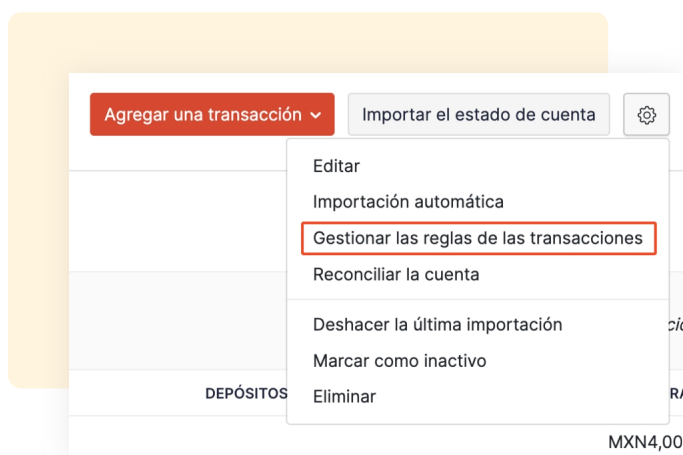 Agregar una transacción
Importar el estado de cuenta
Editar
Importación automática
Gestionar las reglas de las transacciones
Reconciliar la cuenta
Deshacer la última importación
Marcar como inactivo
DEPÓSITOS
Eliminar
MXN4,00